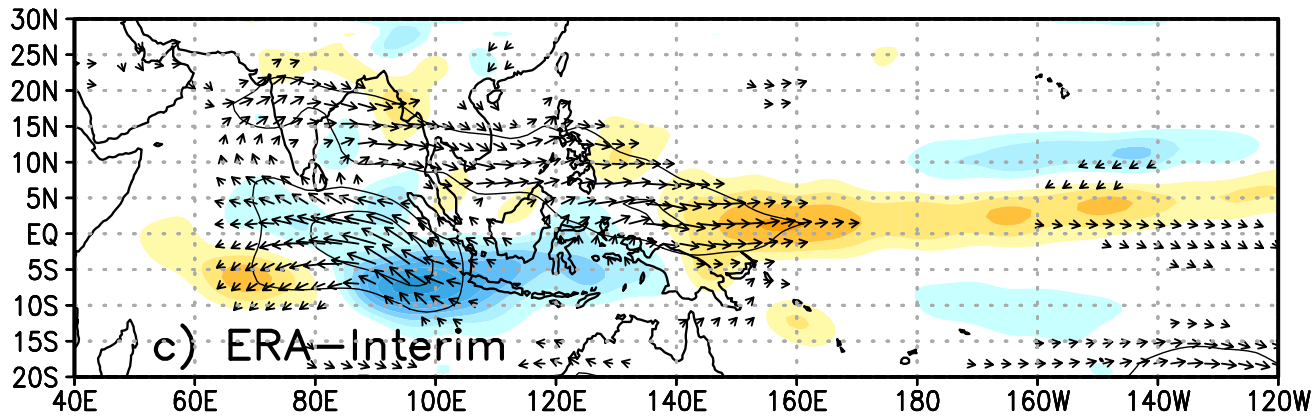 30N
25N
20N
15N
10N
5N
EQ
5S
10S
15S
20S
c) ERA-Interim
40E 60E 80E 100E 120E 140E 160E 180 160W 140W 120W